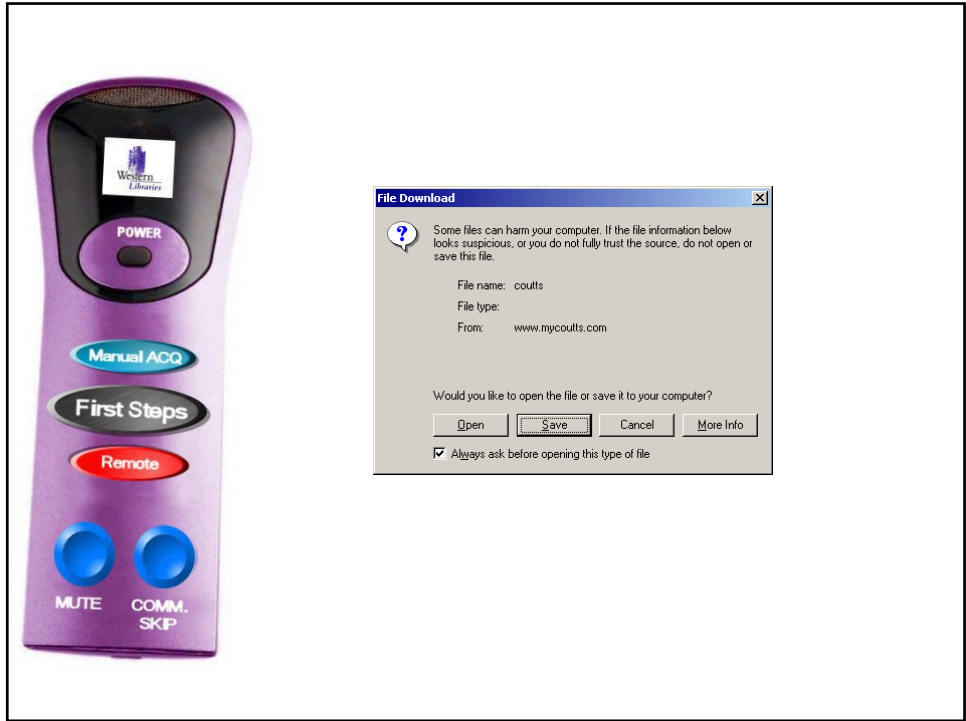 Western
Libraries
POWER
Manual ACQ
First Steps
Remote
MUTE
COMM.
SKIP
File Download
Some files can harm your computer. If the file information below
looks suspicious, or you do not fully trust the source, do not open or
save this file.
File name: coutts
File type:
From: www.mycoutts.com
Would you like to open the file or save it to your computer?
Open Save Cancel More Info
Always ask before opening this type of file